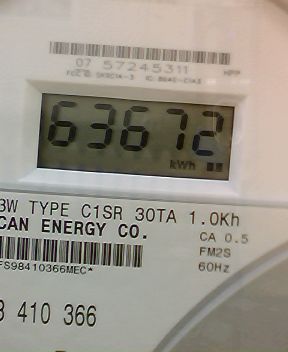 07 57245311
HPP
63672
kWh
3W TYPE C1SR 30TA 1.0Kh
CAN ENERGY CO.
CA 0.5
FM2S
60Hz
FS98410366MEC*
410 366